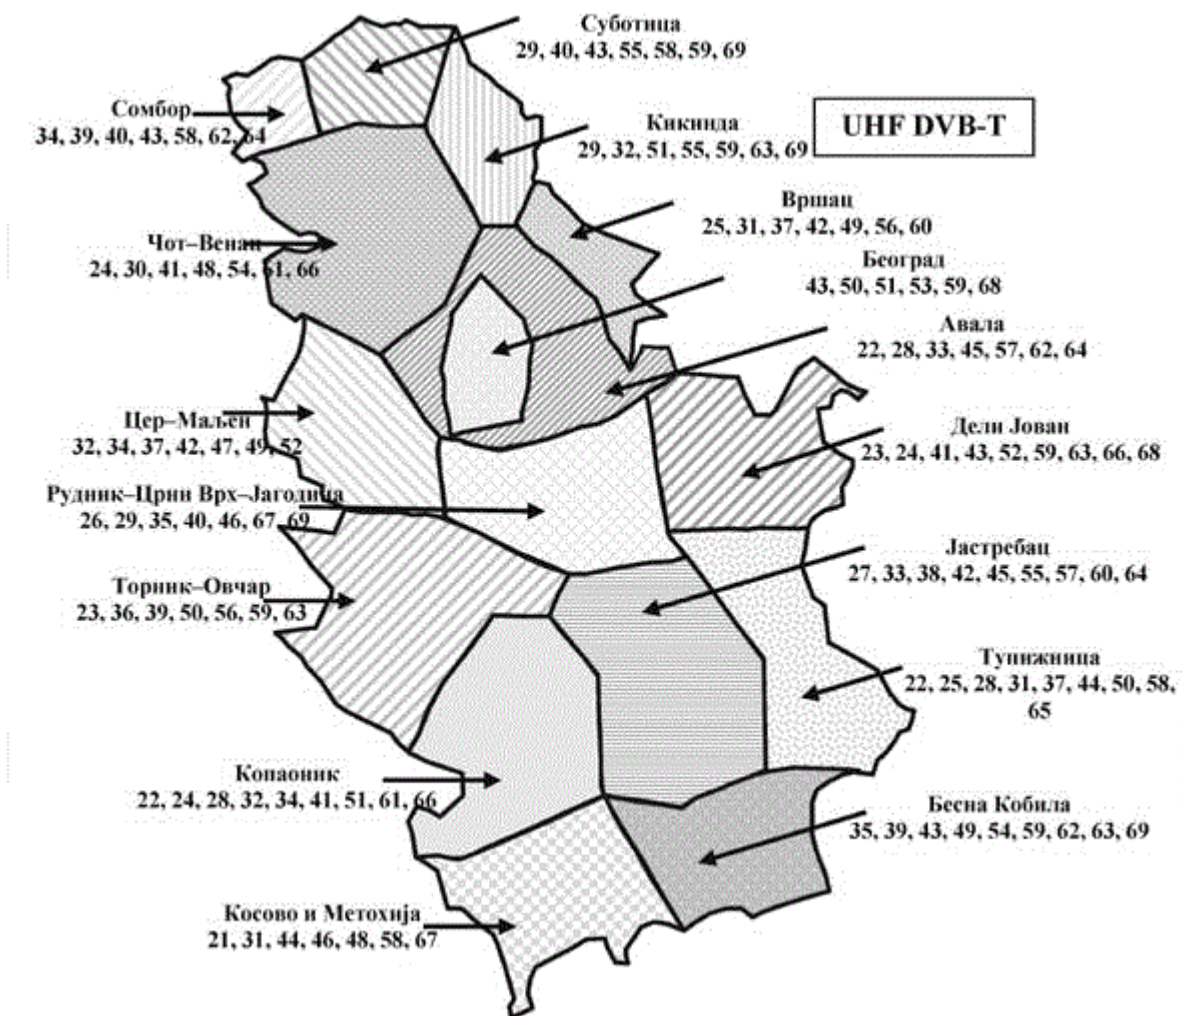 Суботица
29, 40, 43, 55, 58, 59, 69
Сомбор
34, 39, 40, 43, 58, 62, 64
UHF DVB-T
Кикинда
29, 32, 51, 55, 59, 63, 69
Вршац
25, 31, 37, 42, 49, 56, 60
Чот–Венац
24, 30, 41, 48, 54, 61, 66
Београд
43, 50, 51, 53, 59, 68
Авала
22, 28, 33, 45, 57, 62, 64
Цер–Маљен
32, 34, 37, 42, 47, 49, 52
Дели Јован
23, 24, 41, 43, 52, 59, 63, 66, 68
Рудник–Црни Врх–Јагодица
26, 29, 35, 40, 46, 67, 69
Јастребац
27, 33, 38, 42, 45, 55, 57, 60, 64
Торник–Овчар
23, 36, 39, 50, 56, 59, 63
Тупижница
22, 25, 28, 31, 37, 44, 50, 58,
65
Копаоник
22, 24, 28, 32, 34, 41, 51, 61, 66
Бесна Кобила
35, 39, 43, 49, 54, 59, 62, 63, 69
Косово и Метохија
21, 31, 44, 46, 48, 58, 67